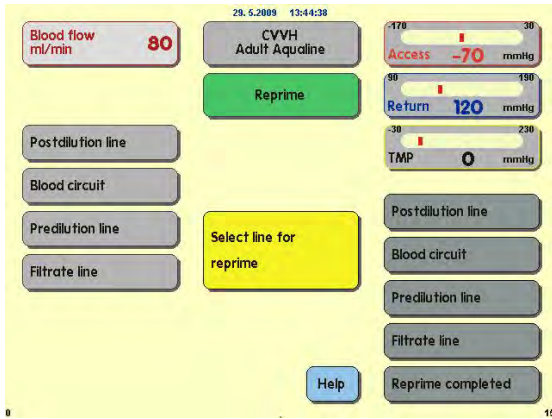 29. 5.2009 13:44:38
Blood flow
ml/min
80
CVVH
Adult Aqualine
-170 30
Access -70 mmHg
Reprime
90 190
Return 120 mmHg
-30 230
TMP 0 mmHg
Postdilution line
Blood circuit
Predilution line
Filtrate line
Select line for
reprime
Postdilution line
Blood circuit
Predilution line
Filtrate line
Help
Reprime completed
0